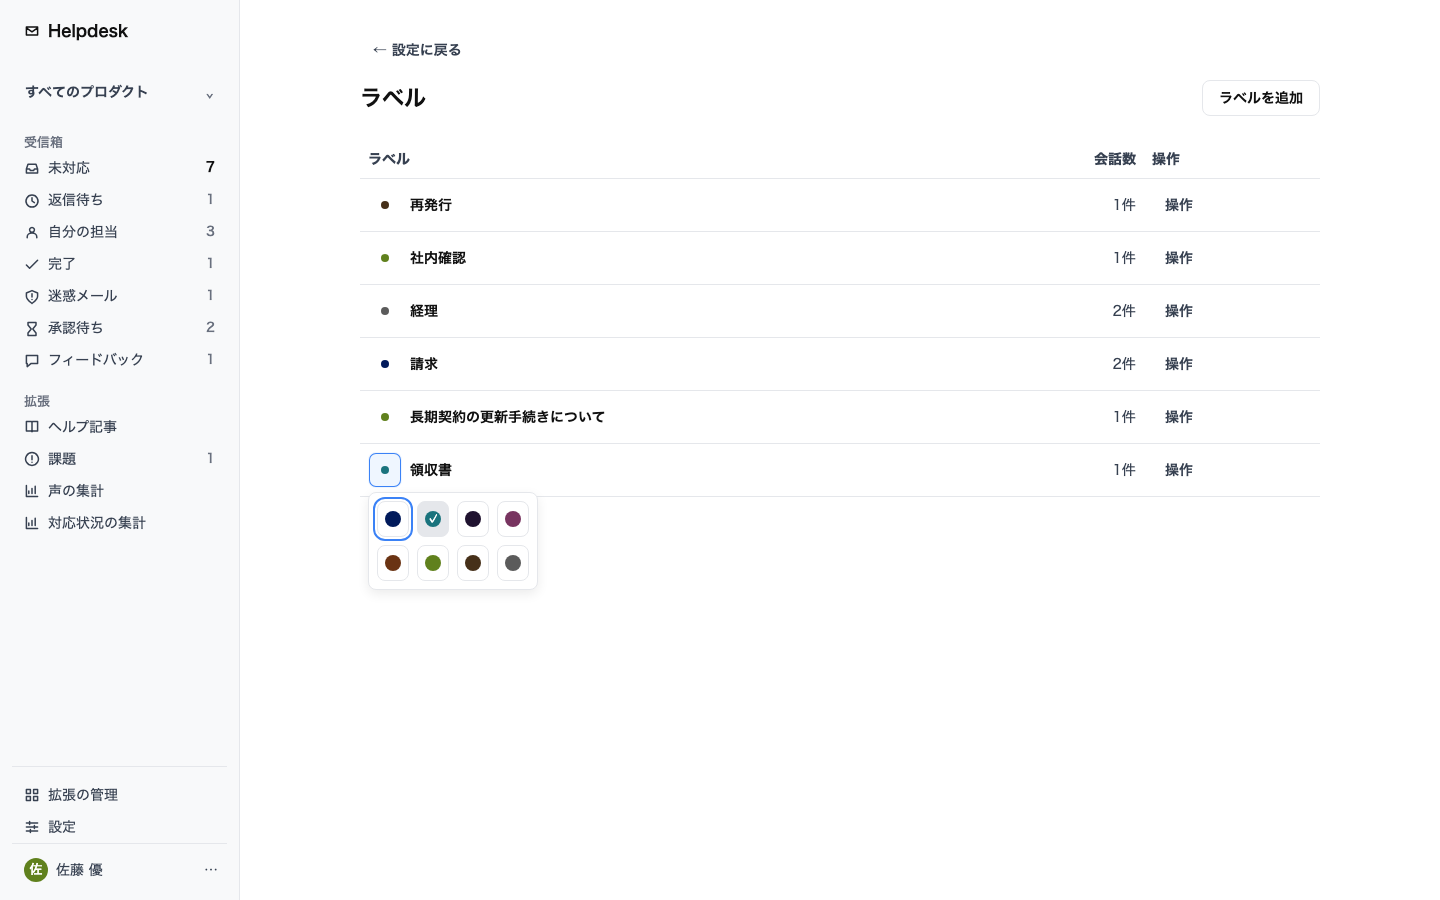 Helpdesk
すべてのプロダクト
受信箱
未対応 7
返信待ち 1
自分の担当 3
完了 1
迷惑メール 1
承認待ち 2
フィードバック 1
拡張
ヘルプ記事
課題 1
声の集計
対応状況の集計
拡張の管理
設定
佐 佐藤 優 …
← 設定に戻る
ラベル
ラベルを追加
ラベル 会話数 操作
再発行 1件 操作
社内確認 1件 操作
経理 2件 操作
請求 2件 操作
長期契約の更新手続きについて 1件 操作
領収書 1件 操作